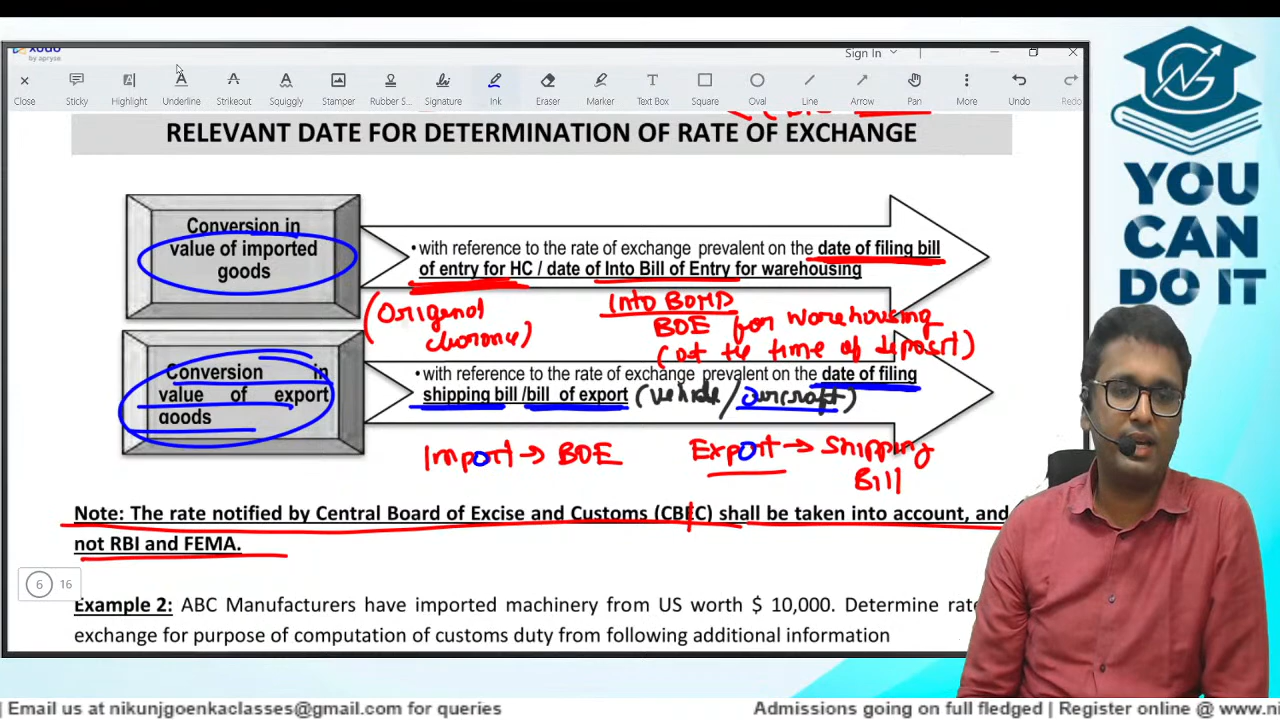 xodo
by apryse
Sign In
Close Sticky Highlight Underline Strikeout Squiggly Stamper Rubber S... Signature Ink Eraser Marker Text Box Square Oval Line Arrow Pan More Undo Redo
RELEVANT DATE FOR DETERMINATION OF RATE OF EXCHANGE
Conversion in
value of imported
goods
•with reference to the rate of exchange prevalent on the date of filing bill
of entry for HC / date of Into Bill of Entry for warehousing
(Original
clearance)
Into BOND
BOE for warehousing
(at the time of deposit)
Conversion in
value of export
goods
•with reference to the rate of exchange prevalent on the date of filing
shipping bill /bill of export (vehicle/aircraft)
Import → BOE
Export → Shipping
Bill
Note: The rate notified by Central Board of Excise and Customs (CBEC) shall be taken into account, and
not RBI and FEMA.
6 16
Example 2: ABC Manufacturers have imported machinery from US worth $ 10,000. Determine rate
exchange for purpose of computation of customs duty from following additional information
NG
YOU
CAN
DO IT
| Email us at nikunjgoenkaclasses@gmail.com for queries
Admissions going on full fledged | Register online @ www.ni